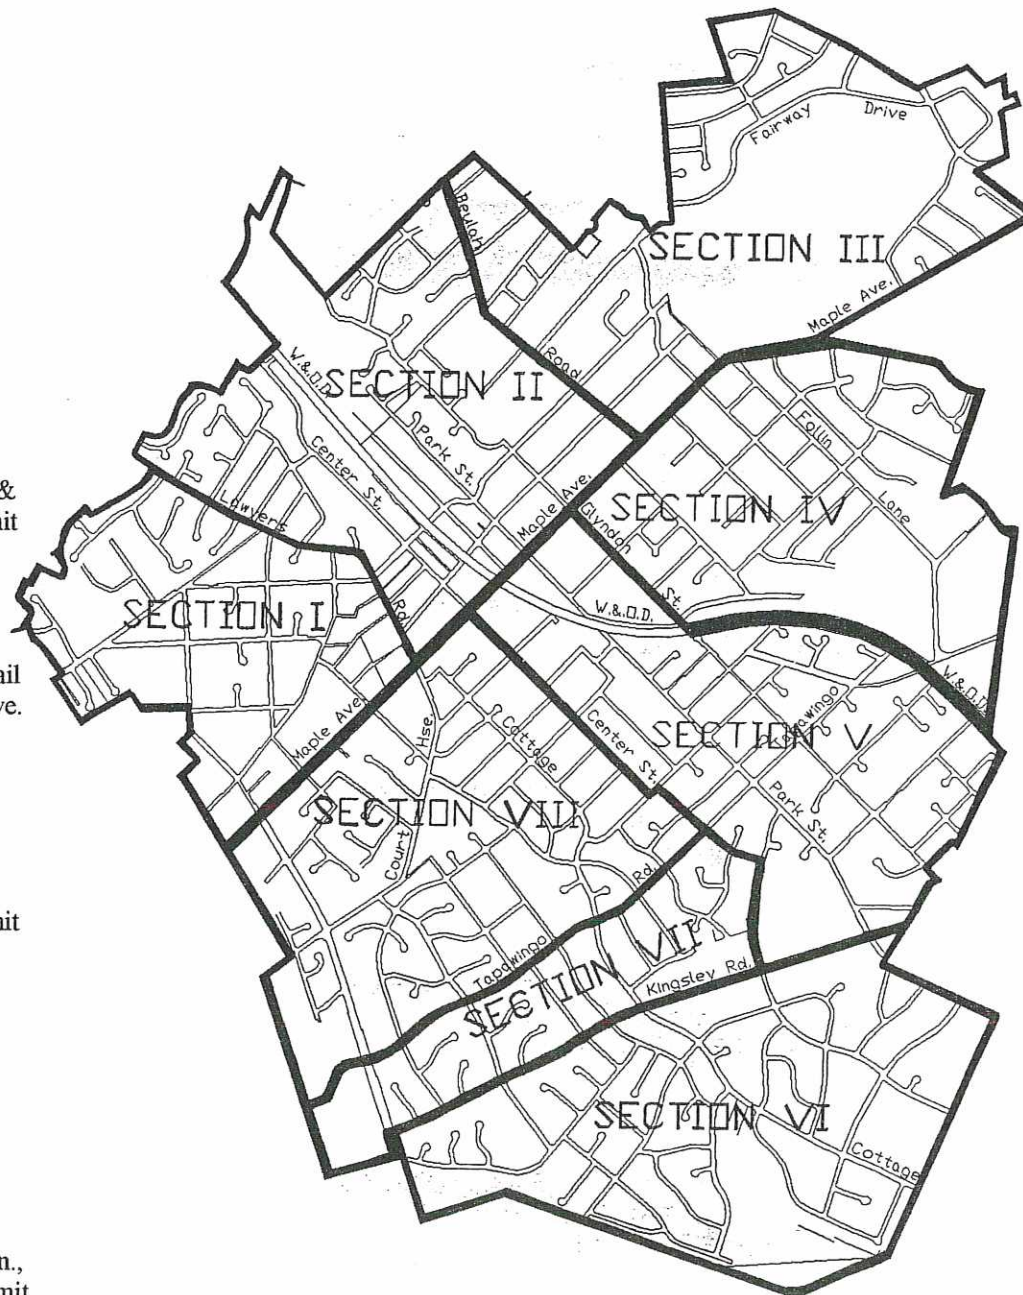 Fairway
Drive
Beulah
SECTION III
Maple Ave.
W.&.O.D.
SECTION II
Road
Follin
Center St.
Park St.
&
Lawyers
Maple Ave.
Glyndon
SECTION IV
Lane
nit
SECTION I
St.
W.&.O.D.
Rd.
ail
ve.
Maple Ave.
Hse.
Cottage
Center St.
SECTION V
W.&.O.D.
SECTION VIII
Park St.
Court
Rd.
nit
Tapawingo
SECTION VII
Kingsley Rd.
SECTION VI
Cottage
n.,
mit